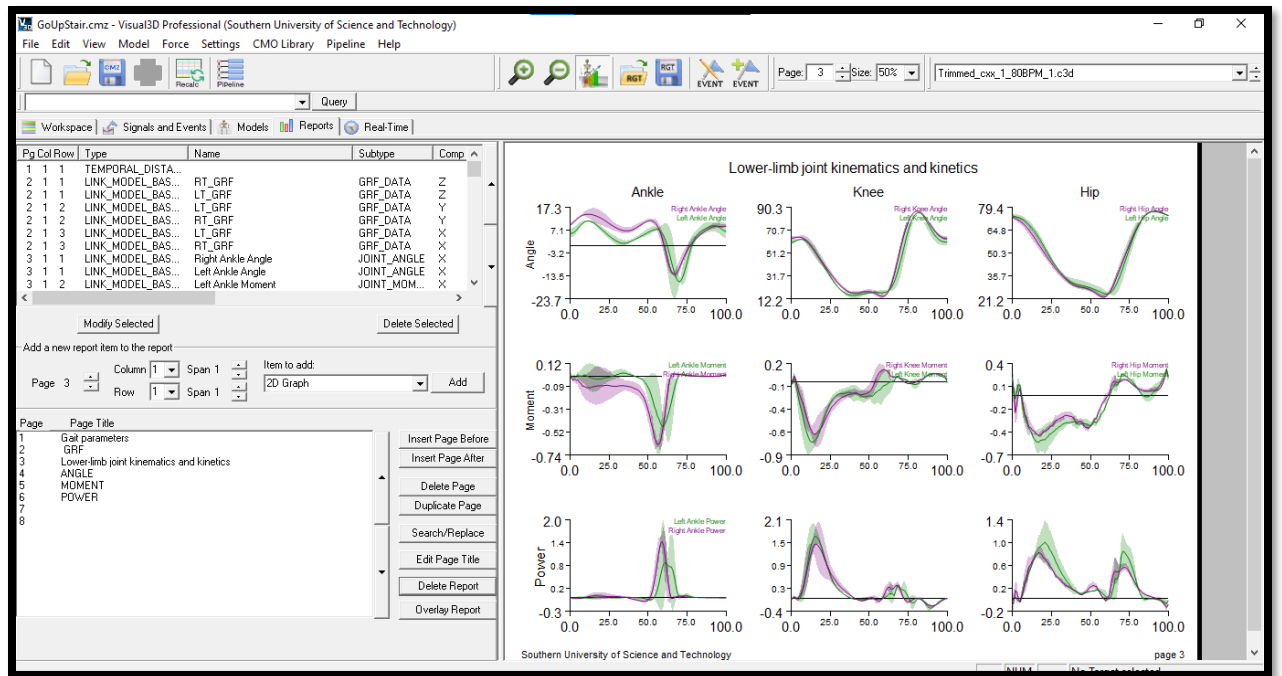 GoUpStair.cmz - Visual3D Professional (Southern University of Science and Technology)
File Edit View Model Force Settings CMO Library Pipeline Help
CMZ
Recalc
PIPeline
RGT
RGT
EVENT
EVENT
Page: 3 Size: 50%
Trimmed_cxx_1_80BPM_1.c3d
Query
Workspace Signals and Events Models Reports Real-Time
Pg Col Row Type Name Subtype Comp
1 1 1 TEMPORAL_DISTA...
2 1 1 LINK_MODEL_BAS... RT_GRF GRF_DATA Z
2 1 1 LINK_MODEL_BAS... LT_GRF GRF_DATA Z
2 1 2 LINK_MODEL_BAS... LT_GRF GRF_DATA Y
2 1 2 LINK_MODEL_BAS... RT_GRF GRF_DATA Y
2 1 3 LINK_MODEL_BAS... LT_GRF GRF_DATA X
2 1 3 LINK_MODEL_BAS... RT_GRF GRF_DATA X
3 1 1 LINK_MODEL_BAS... Right Ankle Angle JOINT_ANGLE X
3 1 1 LINK_MODEL_BAS... Left Ankle Angle JOINT_ANGLE X
3 1 2 LINK_MODEL_BAS... Left Ankle Moment JOINT_MOM... X
Modify Selected
Delete Selected
Add a new report item to the report
Page 3
Column 1 Span 1
Row 1 Span 1
Item to add:
2D Graph
Add
Page Page Title
1 Gait parameters
2 GRF
3 Lower-limb joint kinematics and kinetics
4 ANGLE
5 MOMENT
6 POWER
7
8
Insert Page Before
Insert Page After
Delete Page
Duplicate Page
Search/Replace
Edit Page Title
Delete Report
Overlay Report
Lower-limb joint kinematics and kinetics
Ankle Knee Hip
Angle
17.3
7.1
-3.2
-13.5
-23.7
0.0 25.0 50.0 75.0 100.0
Right Ankle Angle
Left Ankle Angle
90.3
70.7
51.2
31.7
12.2
0.0 25.0 50.0 75.0 100.0
Right Knee Angle
Left Knee Angle
79.4
64.8
50.3
35.7
21.2
0.0 25.0 50.0 75.0 100.0
Right Hip Angle
Left Hip Angle
Moment
0.12
-0.09
-0.31
-0.52
-0.74
0.0 25.0 50.0 75.0 100.0
Left Ankle Moment
Right Ankle Moment
0.2
-0.1
-0.4
-0.6
-0.9
0.0 25.0 50.0 75.0 100.0
Right Knee Moment
Left Knee Moment
0.4
0.1
-0.2
-0.4
-0.7
0.0 25.0 50.0 75.0 100.0
Right Hip Moment
Left Hip Moment
Power
2.0
1.4
0.8
0.2
-0.3
0.0 25.0 50.0 75.0 100.0
Left Ankle Power
Right Ankle Power
2.1
1.5
0.9
0.3
-0.4
0.0 25.0 50.0 75.0 100.0
1.4
1.0
0.6
0.2
-0.2
0.0 25.0 50.0 75.0 100.0
Southern University of Science and Technology
page 3
NUM
No Target selected